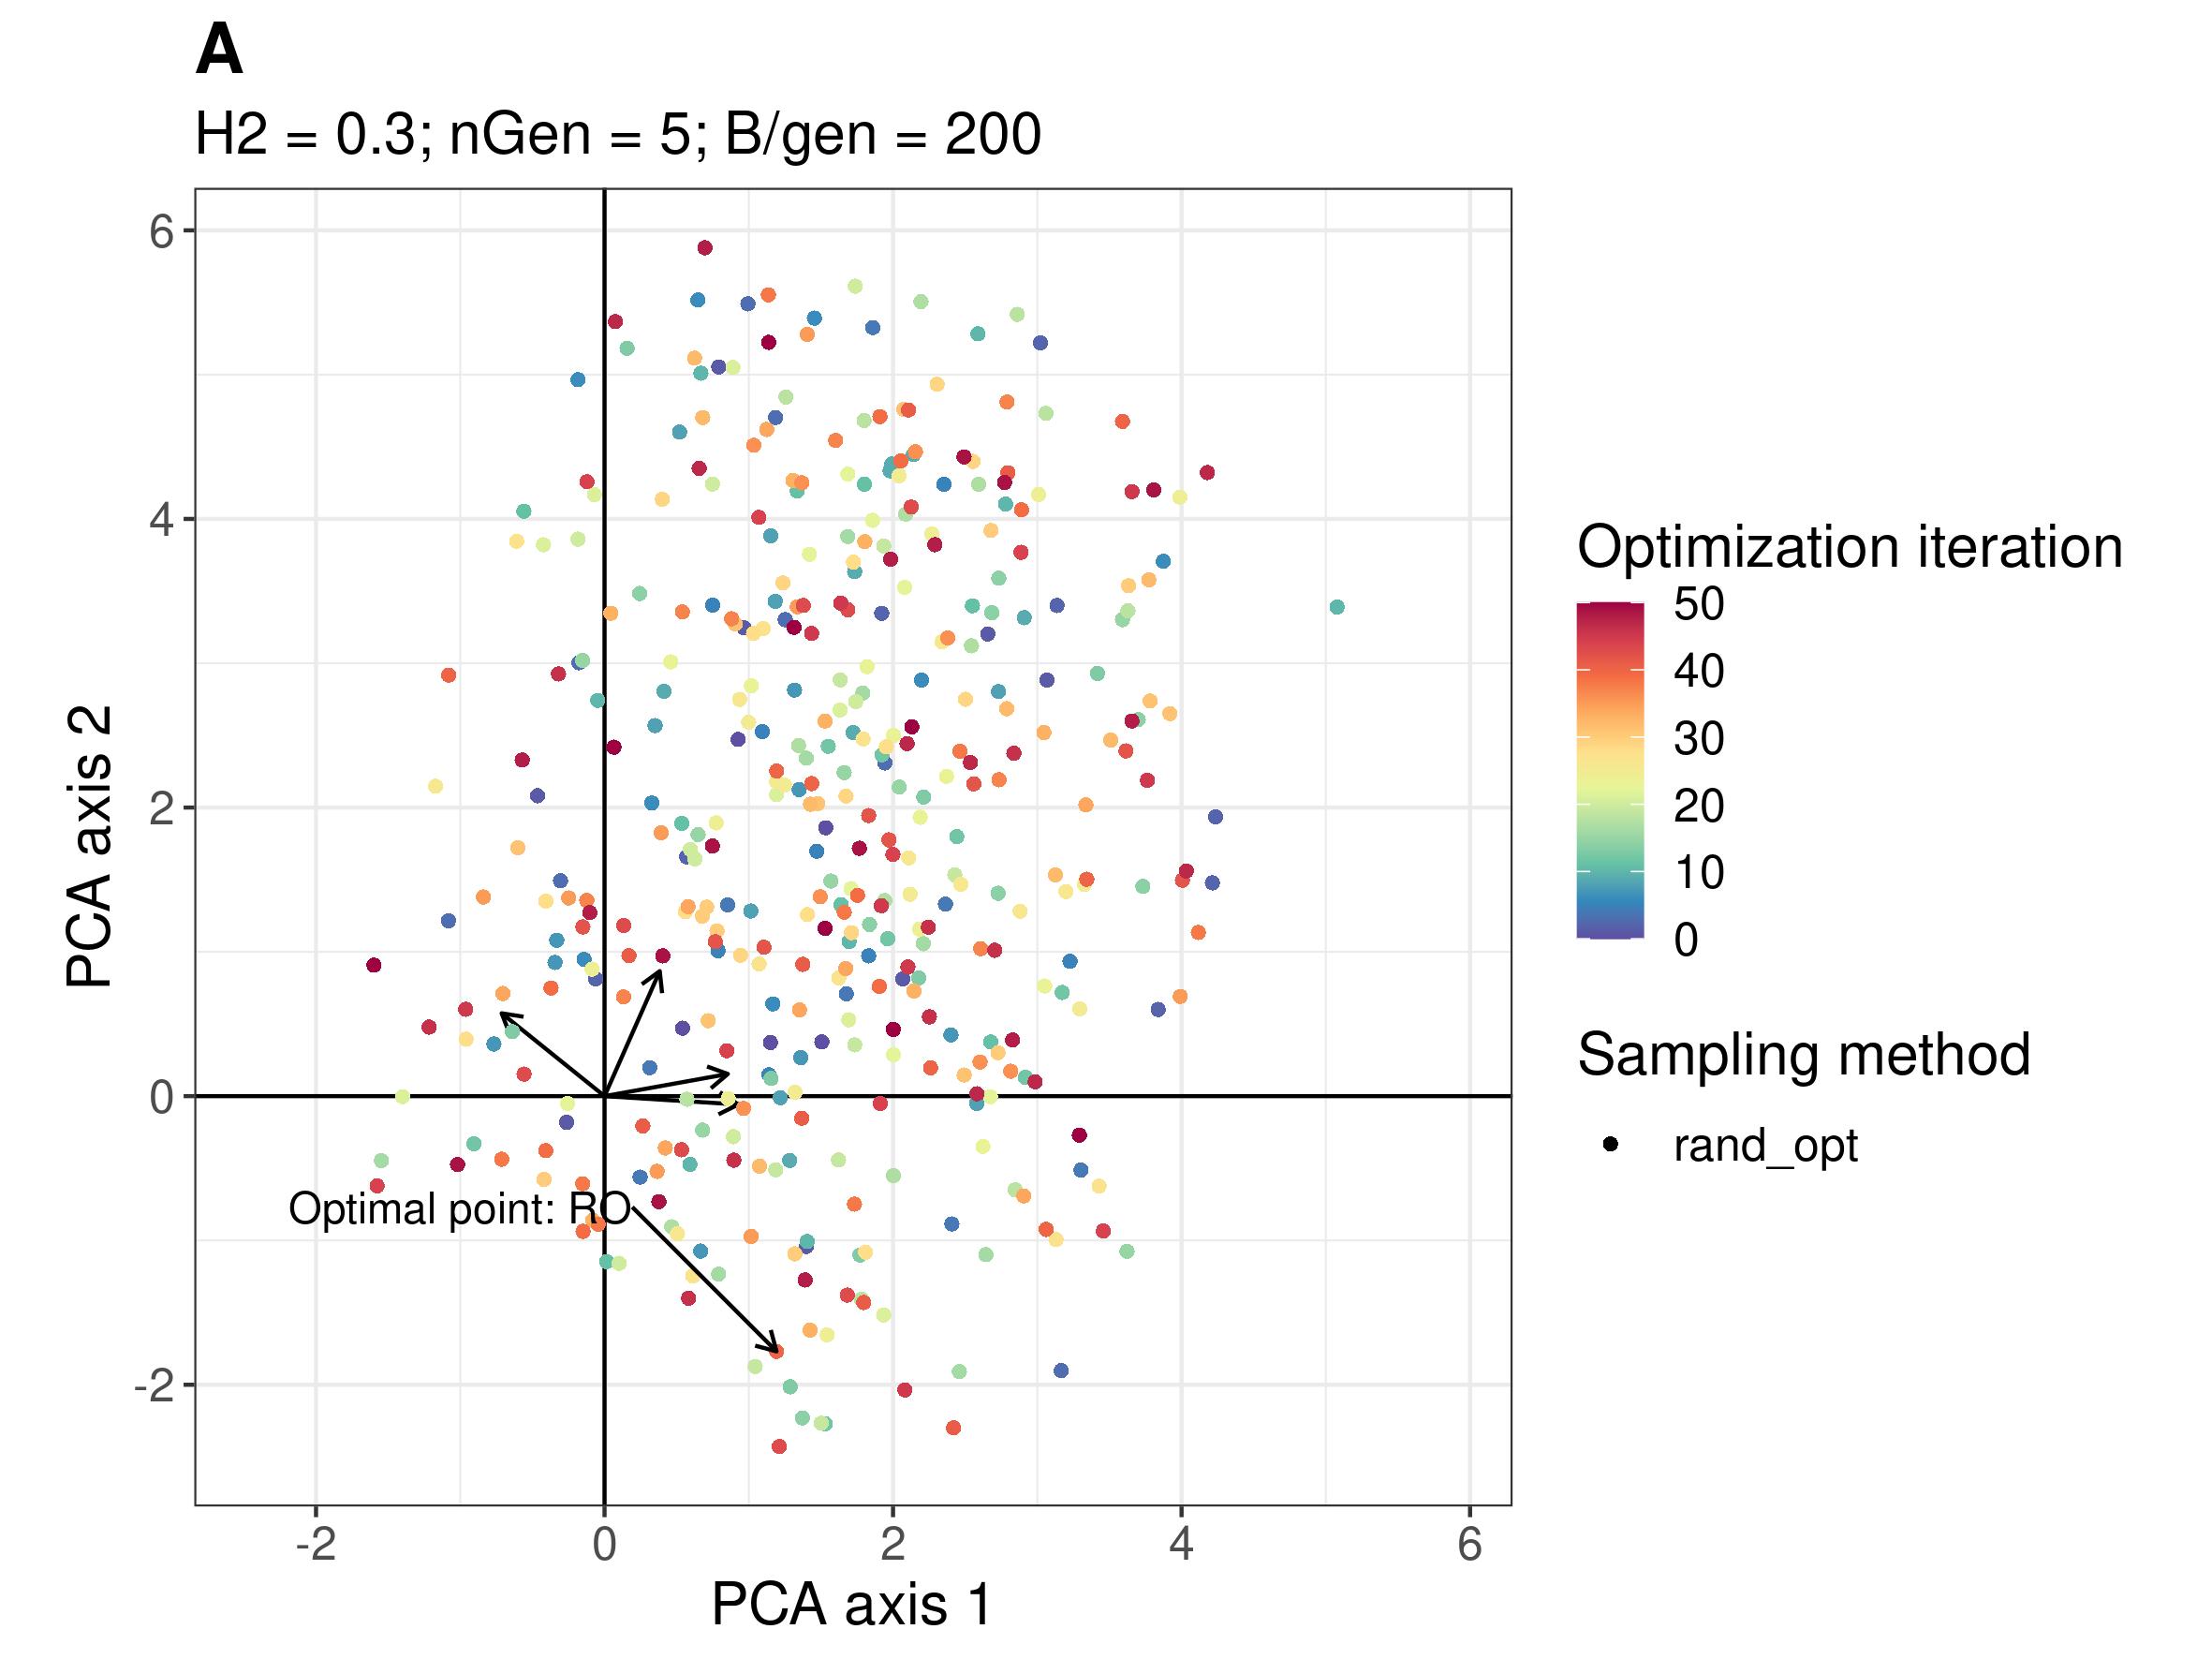 A
H2 = 0.3; nGen = 5; B/gen = 200
6
4
2
0
-2
PCA axis 2
Optimal point: RO
-2
0
2
4
6
PCA axis 1
Optimization iteration
50
40
30
20
10
0
Sampling method
rand_opt